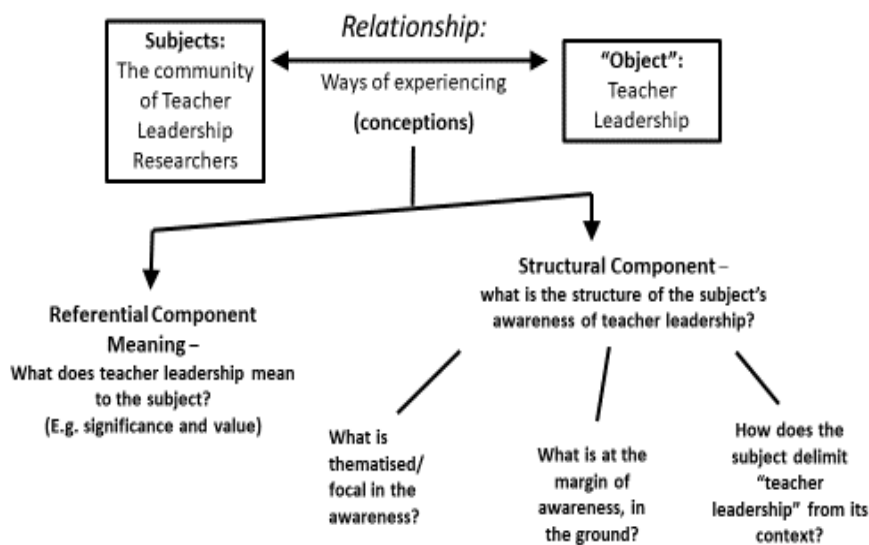 Relationship:
Subjects:
The community
of Teacher
Leadership
Researchers
Ways of experiencing
(conceptions)
“Object”:
Teacher
Leadership
Referential Component
Meaning –
What does teacher leadership mean
to the subject?
(E.g. significance and value)
Structural Component –
what is the structure of the subject’s
awareness of teacher leadership?
What is
thematised/
focal in the
awareness?
What is at the
margin of
awareness, in
the ground?
How does the
subject delimit
“teacher
leadership” from its
context?